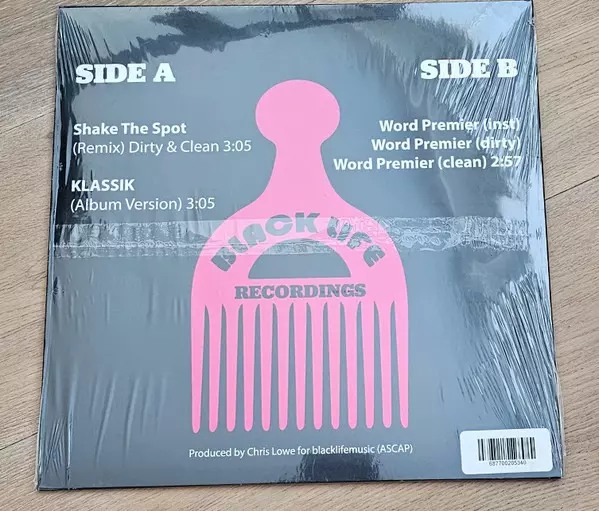 SIDE A
Shake The Spot
(Remix) Dirty & Clean 3:05
KLASSIK
(Album Version) 3:05
SIDE B
Word Premier (inst)
Word Premier (dirty)
Word Premier (clean) 2:57
BLACK LIFE
RECORDINGS
Produced by Chris Lowe for blacklifemusic (ASCAP)
887700205340